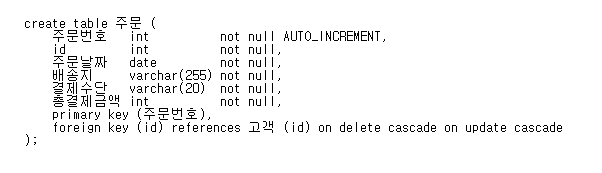 create table 주문 (
주문번호 int not null AUTO_INCREMENT,
id int not null,
주문날짜 date not null,
배송지 varchar(255) not null,
결제수단 varchar(20) not null,
총결제금액 int not null,
primary key (주문번호),
foreign key (id) references 고객 (id) on delete cascade on update cascade
);